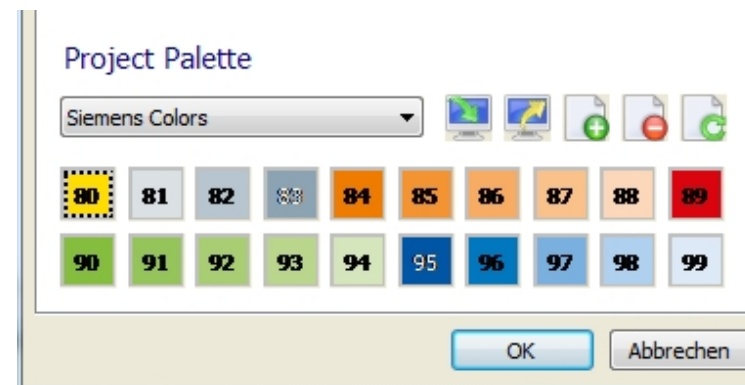 Project Palette
Siemens Colors
80 81 82 83 84 85 86 87 88 89
90 91 92 93 94 95 96 97 98 99
OK Abbrechen